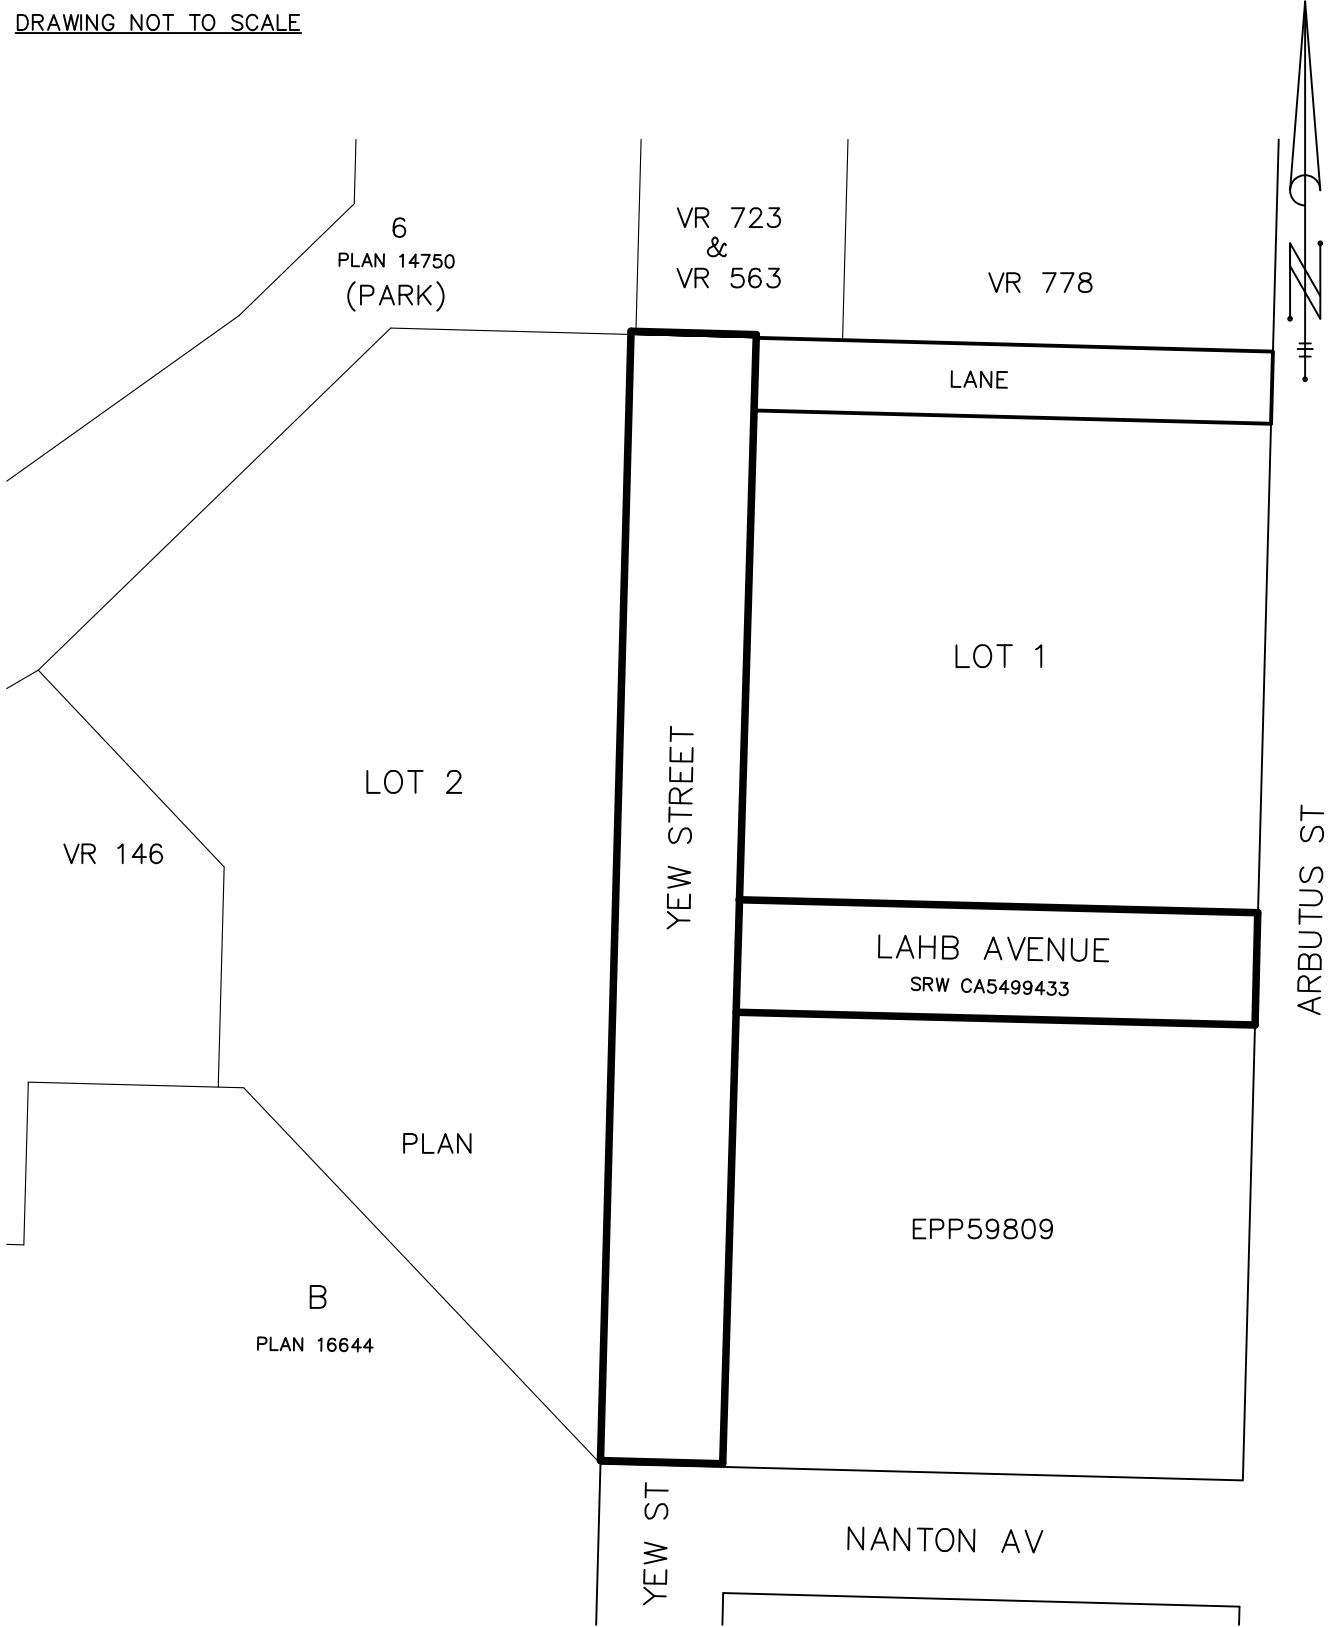 DRAWING NOT TO SCALE
6
PLAN 14750
(PARK)
VR 723
&
VR 563
VR 778
N
LANE
LOT 1
LOT 2
YEW STREET
VR 146
ARBUTUS ST
LAHB AVENUE
SRW CA5499433
PLAN
EPP59809
B
PLAN 16644
YEW ST
NANTON AV